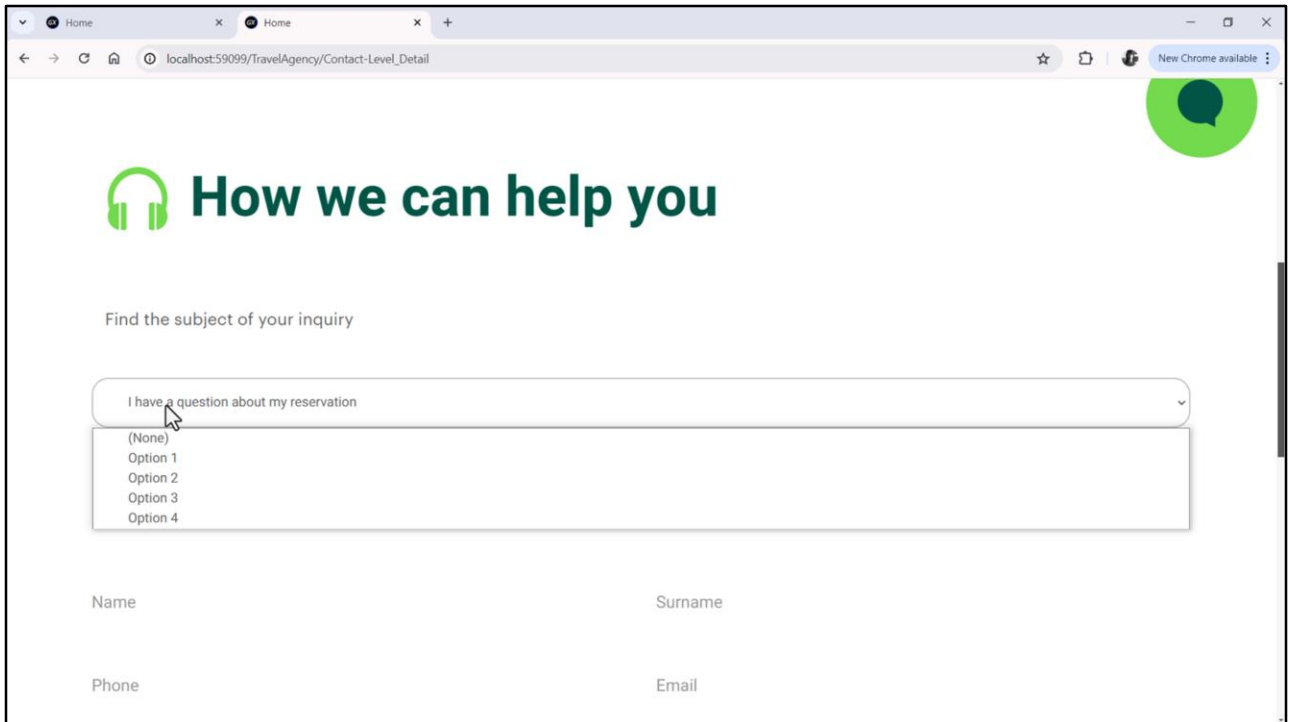 GX Home
GX Home
localhost:59099/TravelAgency/Contact-Level_Detail
New Chrome available
How we can help you
Find the subject of your inquiry
I have a question about my reservation
(None)
Option 1
Option 2
Option 3
Option 4
Name Surname
Phone Email